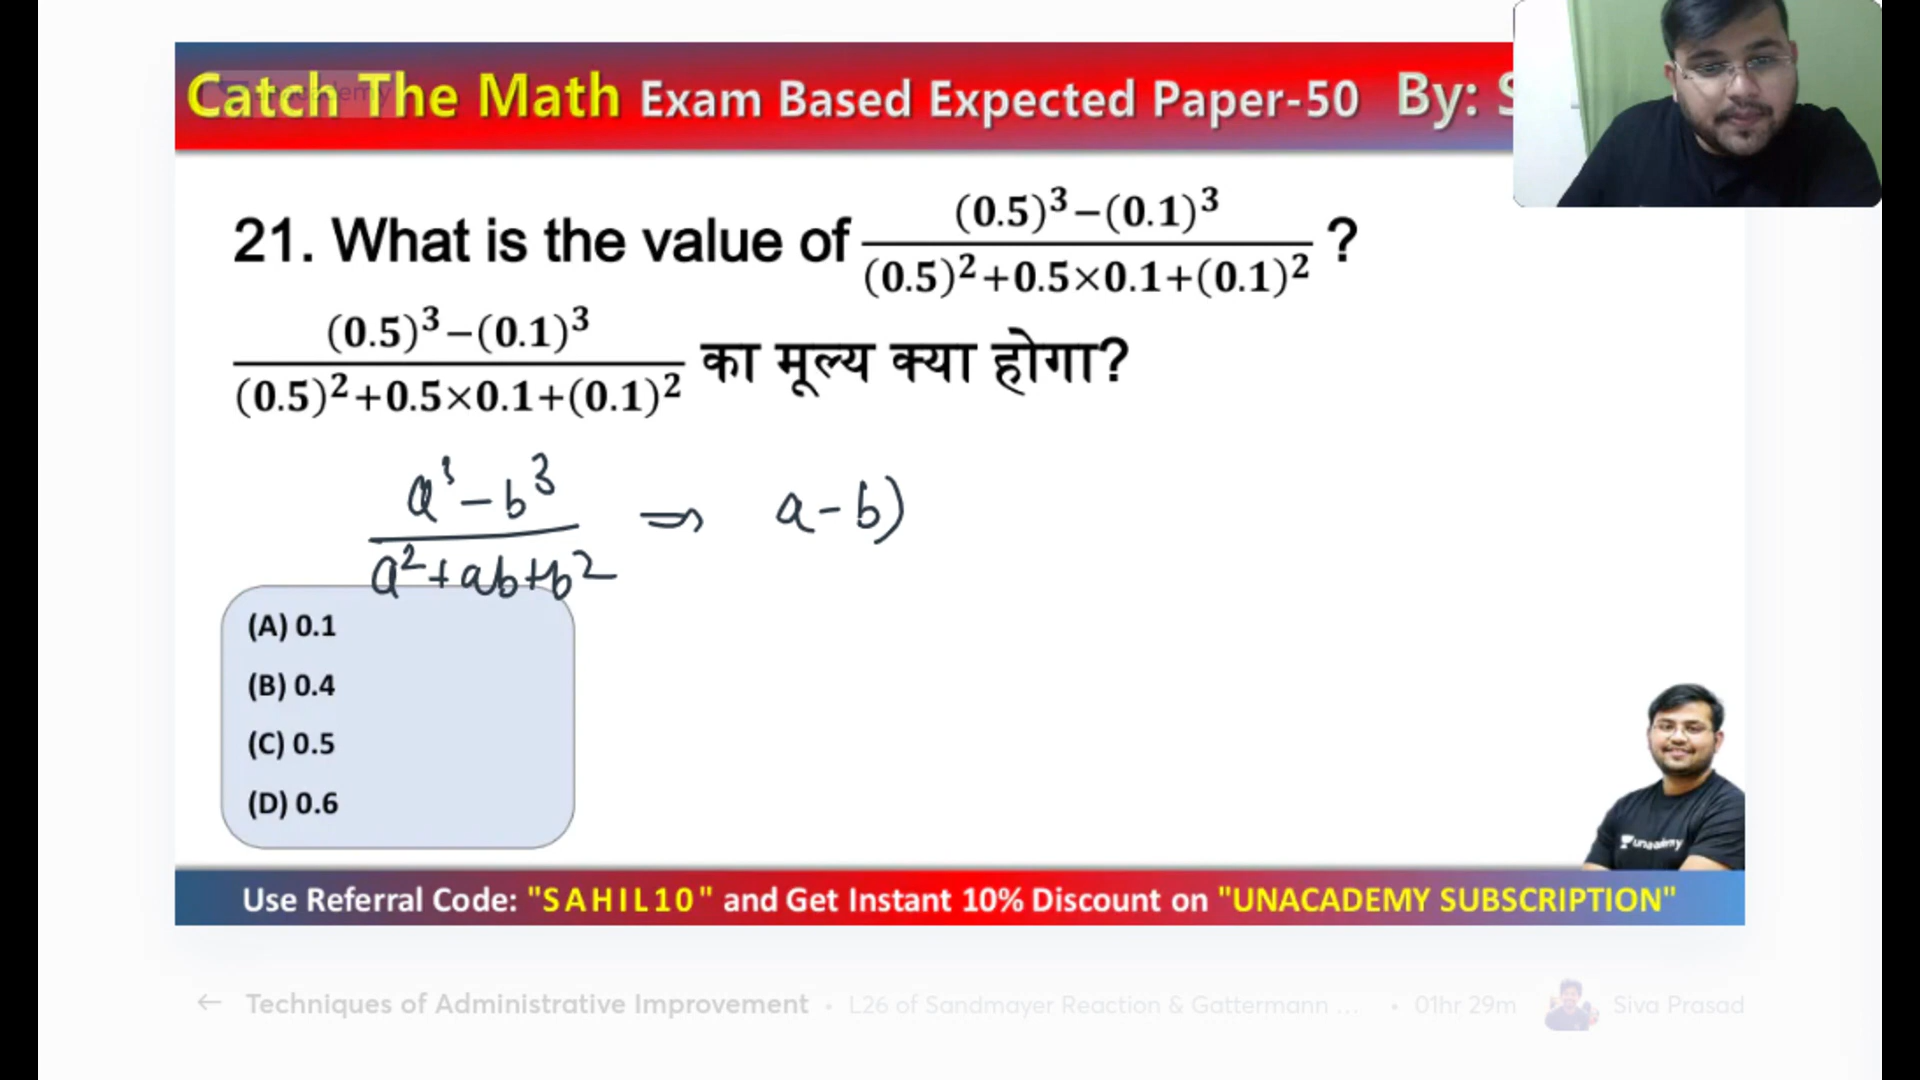 Catch The Math Exam Based Expected Paper-50 By:
21. What is the value of (0.5)³−(0.1)³ / (0.5)²+0.5×0.1+(0.1)² ?
(0.5)³−(0.1)³ / (0.5)²+0.5×0.1+(0.1)² का मूल्य क्या होगा?
a³−b³ / a²+ab+b² ⇒ a−b)
(A) 0.1
(B) 0.4
(C) 0.5
(D) 0.6
unacademy
Use Referral Code: "SAHIL10" and Get Instant 10% Discount on "UNACADEMY SUBSCRIPTION"
← Techniques of Administrative Improvement • L26 of Sandmayer Reaction & Gattermann ... • 01hr 29m Siva Prasad